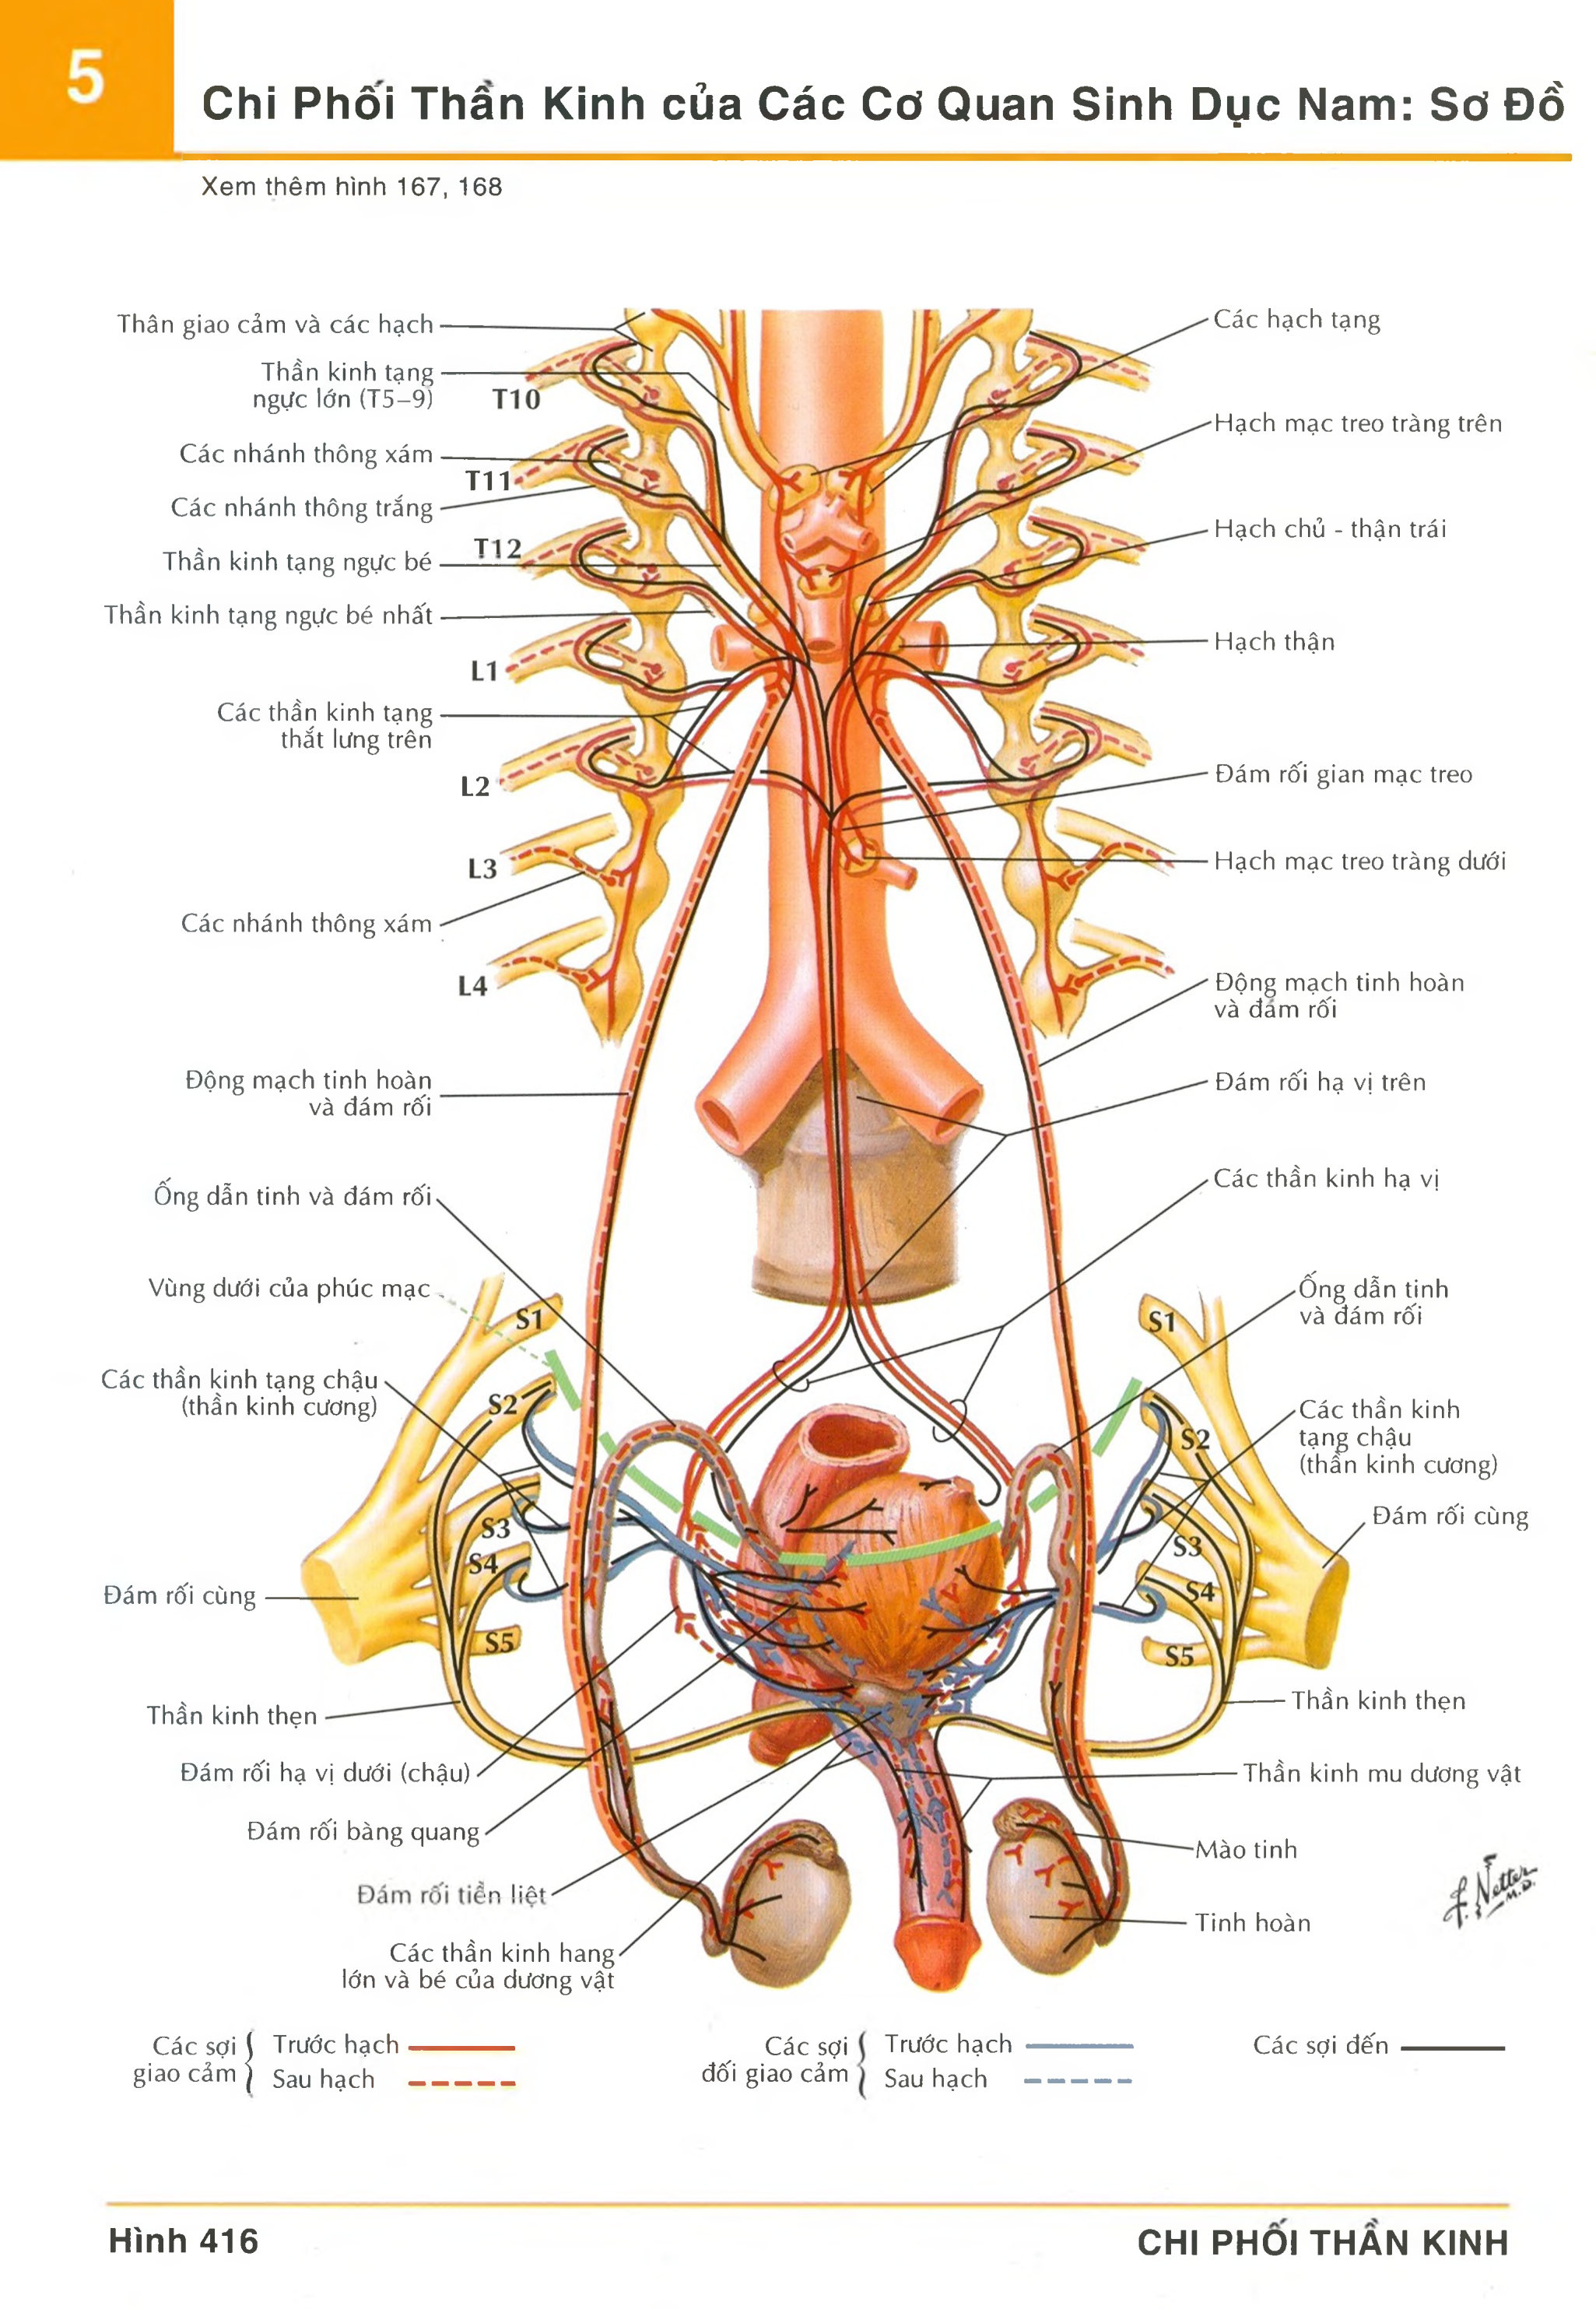 5
Chi Phối Thần Kinh của Các Cơ Quan Sinh Dục Nam: Sơ Đồ
Xem thêm hình 167, 168
Thân giao cảm và các hạch
Thần kinh tạng
ngực lớn (T5–9)
T10
Các nhánh thông xám
T11
Các nhánh thông trắng
T12
Thần kinh tạng ngực bé
Thần kinh tạng ngực bé nhất
L1
Các thần kinh tạng
thắt lưng trên
L2
L3
Các nhánh thông xám
L4
Động mạch tinh hoàn
và đám rối
Ống dẫn tinh và đám rối
Vùng dưới của phúc mạc
S1
Các thần kinh tạng chậu
(thần kinh cương)
S2
S3
S4
Đám rối cùng
S5
Thần kinh thẹn
Đám rối hạ vị dưới (chậu)
Đám rối bàng quang
Đám rối tiền liệt
Các thần kinh hang
lớn và bé của dương vật
Các hạch tạng
Hạch mạc treo tràng trên
Hạch chủ - thận trái
Hạch thận
Đám rối gian mạc treo
Hạch mạc treo tràng dưới
Động mạch tinh hoàn
và đám rối
Đám rối hạ vị trên
Các thần kinh hạ vị
Ống dẫn tinh
và đám rối
S1
Các thần kinh
tạng chậu
(thần kinh cương)
S2
Đám rối cùng
S3
S4
S5
Thần kinh thẹn
Thần kinh mu dương vật
Mào tinh
Tinh hoàn
F. Netter
M.D.
Các sợi
giao cảm
Trước hạch
Sau hạch
Các sợi
đối giao cảm
Trước hạch
Sau hạch
Các sợi đến
Hình 416
CHI PHỐI THẦN KINH